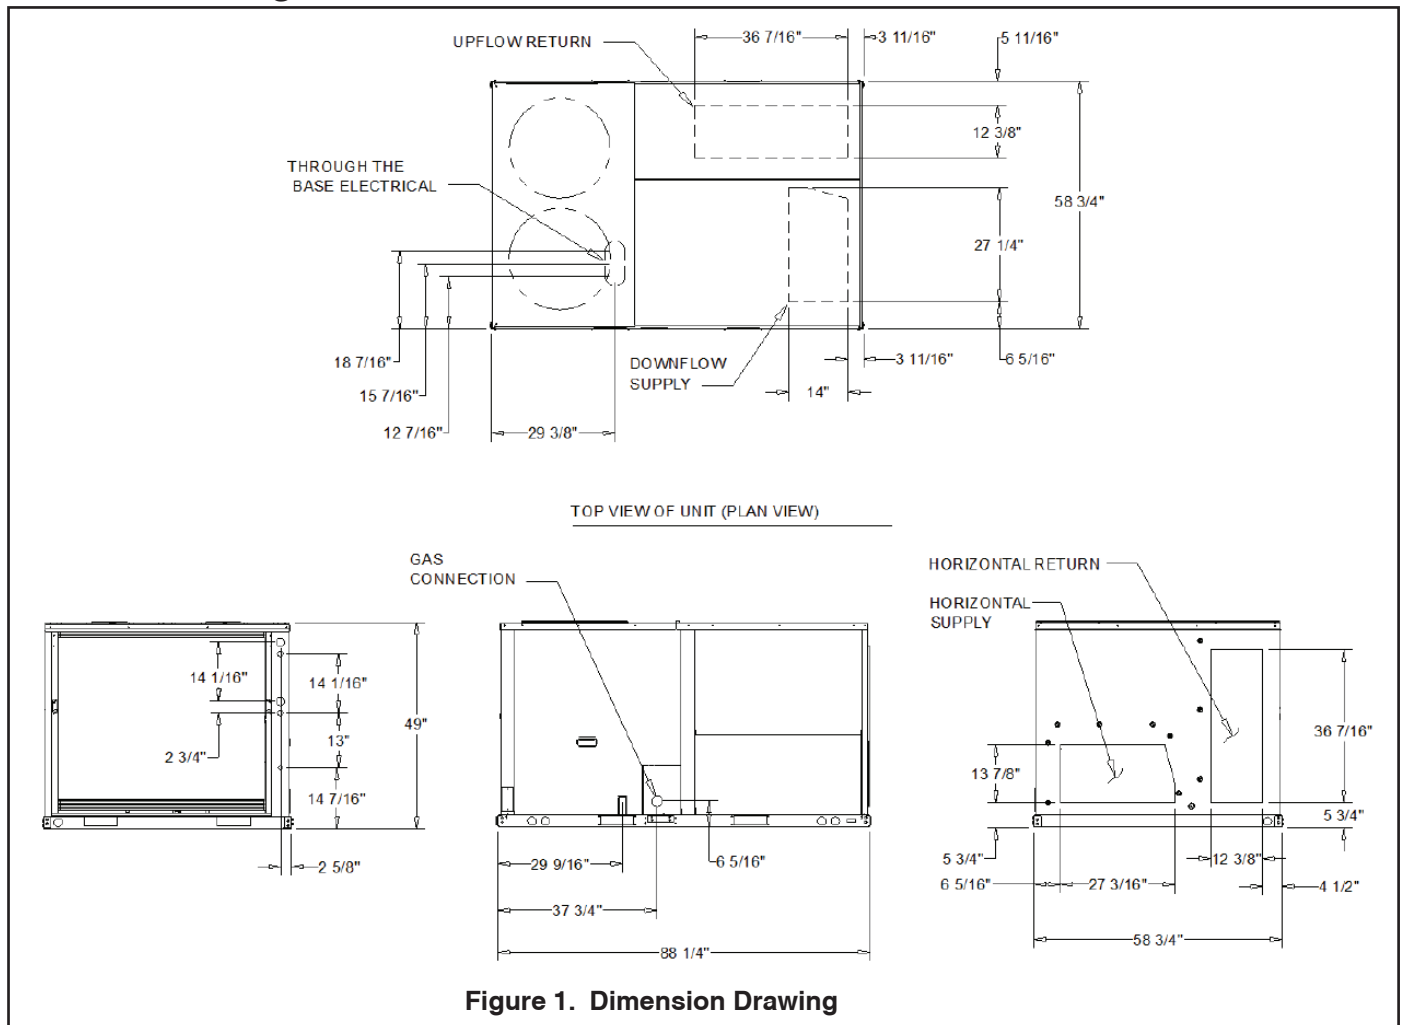 36 7/16"
3 11/16"
5 11/16"
UPFLOW RETURN
12 3/8"
THROUGH THE
BASE ELECTRICAL
58 3/4"
27 1/4"
18 7/16"
DOWNFLOW
SUPPLY
3 11/16"
6 5/16"
15 7/16"
14"
12 7/16"
29 3/8"
TOP VIEW OF UNIT (PLAN VIEW)
GAS
CONNECTION
HORIZONTAL RETURN
HORIZONTAL
SUPPLY
14 1/16"
14 1/16"
49"
13"
2 3/4"
14 7/16"
2 5/8"
29 9/16"
6 5/16"
37 3/4"
88 1/4"
36 7/16"
13 7/8"
5 3/4"
5 3/4"
12 3/8"
6 5/16"
27 3/16"
4 1/2"
58 3/4"
Figure 1. Dimension Drawing